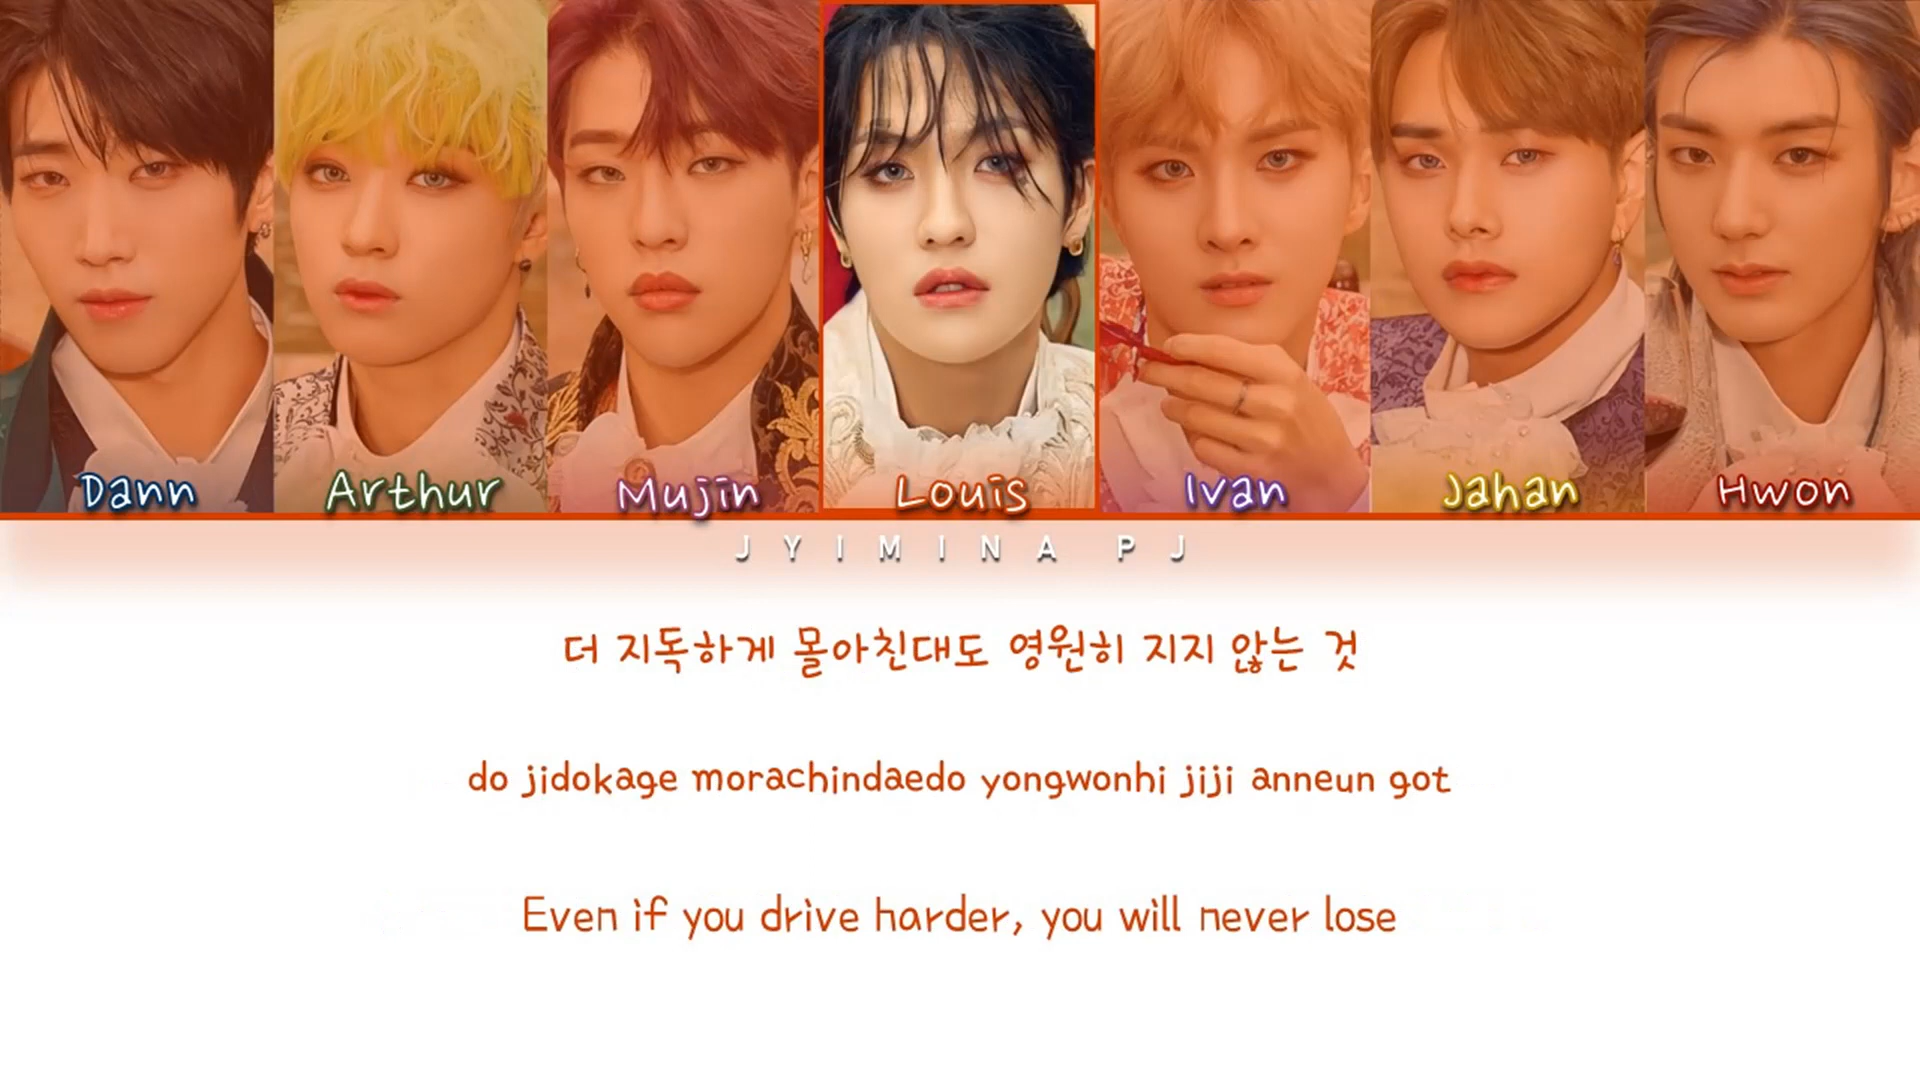 Dann Arthur Mujin Louis Ivan Jahan Hwon
JYIMINA PJ
더 지독하게 몰아친대도 영원히 지지 않는 것
do jidokage morachindaedo yongwonhi jiji anneun got
Even if you drive harder, you will never lose